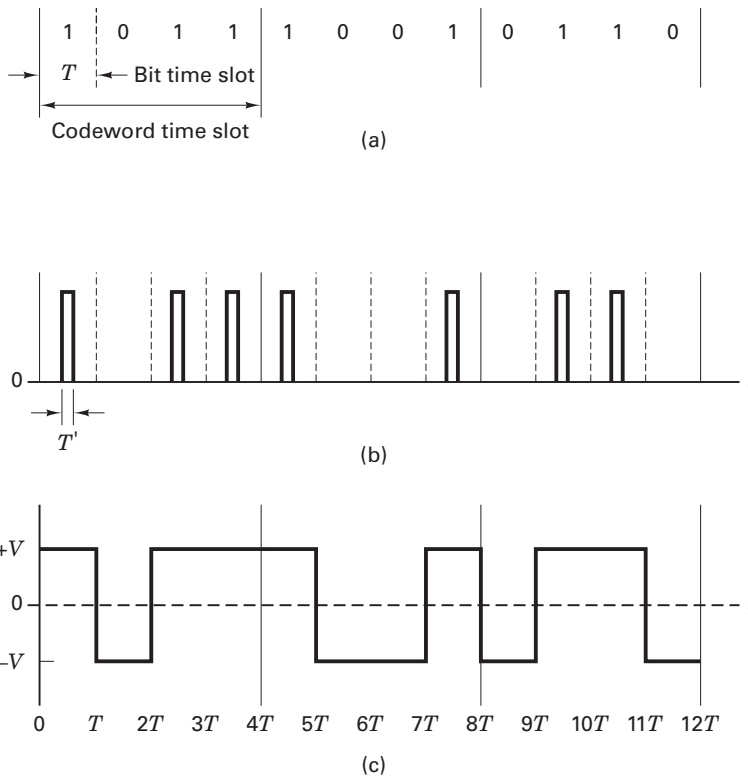 1 0 1 1 1 0 0 1 0 1 1 0
T Bit time slot
Codeword time slot
(a)
0
T'
(b)
+V
0
–V
0 T 2T 3T 4T 5T 6T 7T 8T 9T 10T 11T 12T
(c)